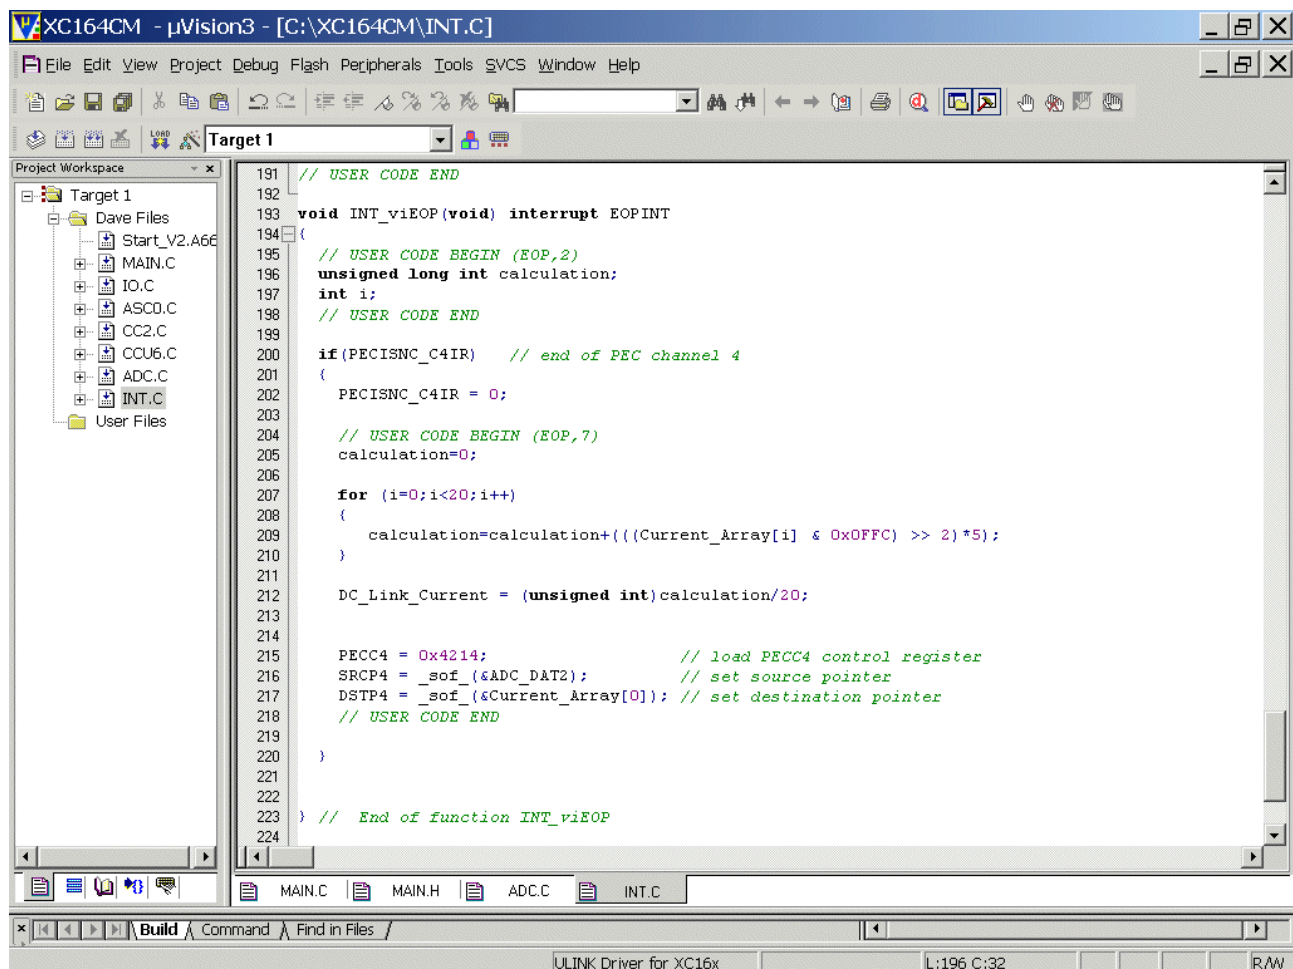 XC164CM - µVision3 - [C:\XC164CM\INT.C]
File Edit View Project Debug Flash Peripherals Tools SVCS Window Help
Target 1
Project Workspace
Target 1
Dave Files
Start_V2.A66
MAIN.C
IO.C
ASC0.C
CC2.C
CCU6.C
ADC.C
INT.C
User Files
191 // USER CODE END
192
193 void INT_viEOP(void) interrupt EOPINT
194 {
195 // USER CODE BEGIN (EOP,2)
196 unsigned long int calculation;
197 int i;
198 // USER CODE END
199
200 if(PECISNC_C4IR) // end of PEC channel 4
201 {
202 PECISNC_C4IR = 0;
203
204 // USER CODE BEGIN (EOP,7)
205 calculation=0;
206
207 for (i=0;i<20;i++)
208 {
209 calculation=calculation+(((Current_Array[i] & 0x0FFC) >> 2)*5);
210 }
211
212 DC_Link_Current = (unsigned int)calculation/20;
213
214
215 PECC4 = 0x4214; // load PECC4 control register
216 SRCP4 = _sof_(&ADC_DAT2); // set source pointer
217 DSTP4 = _sof_(&Current_Array[0]); // set destination pointer
218 // USER CODE END
219
220 }
221
222
223 } // End of function INT_viEOP
224
MAIN.C MAIN.H ADC.C INT.C
Build Command Find in Files
ULINK Driver for XC16x L:196 C:32 R/W